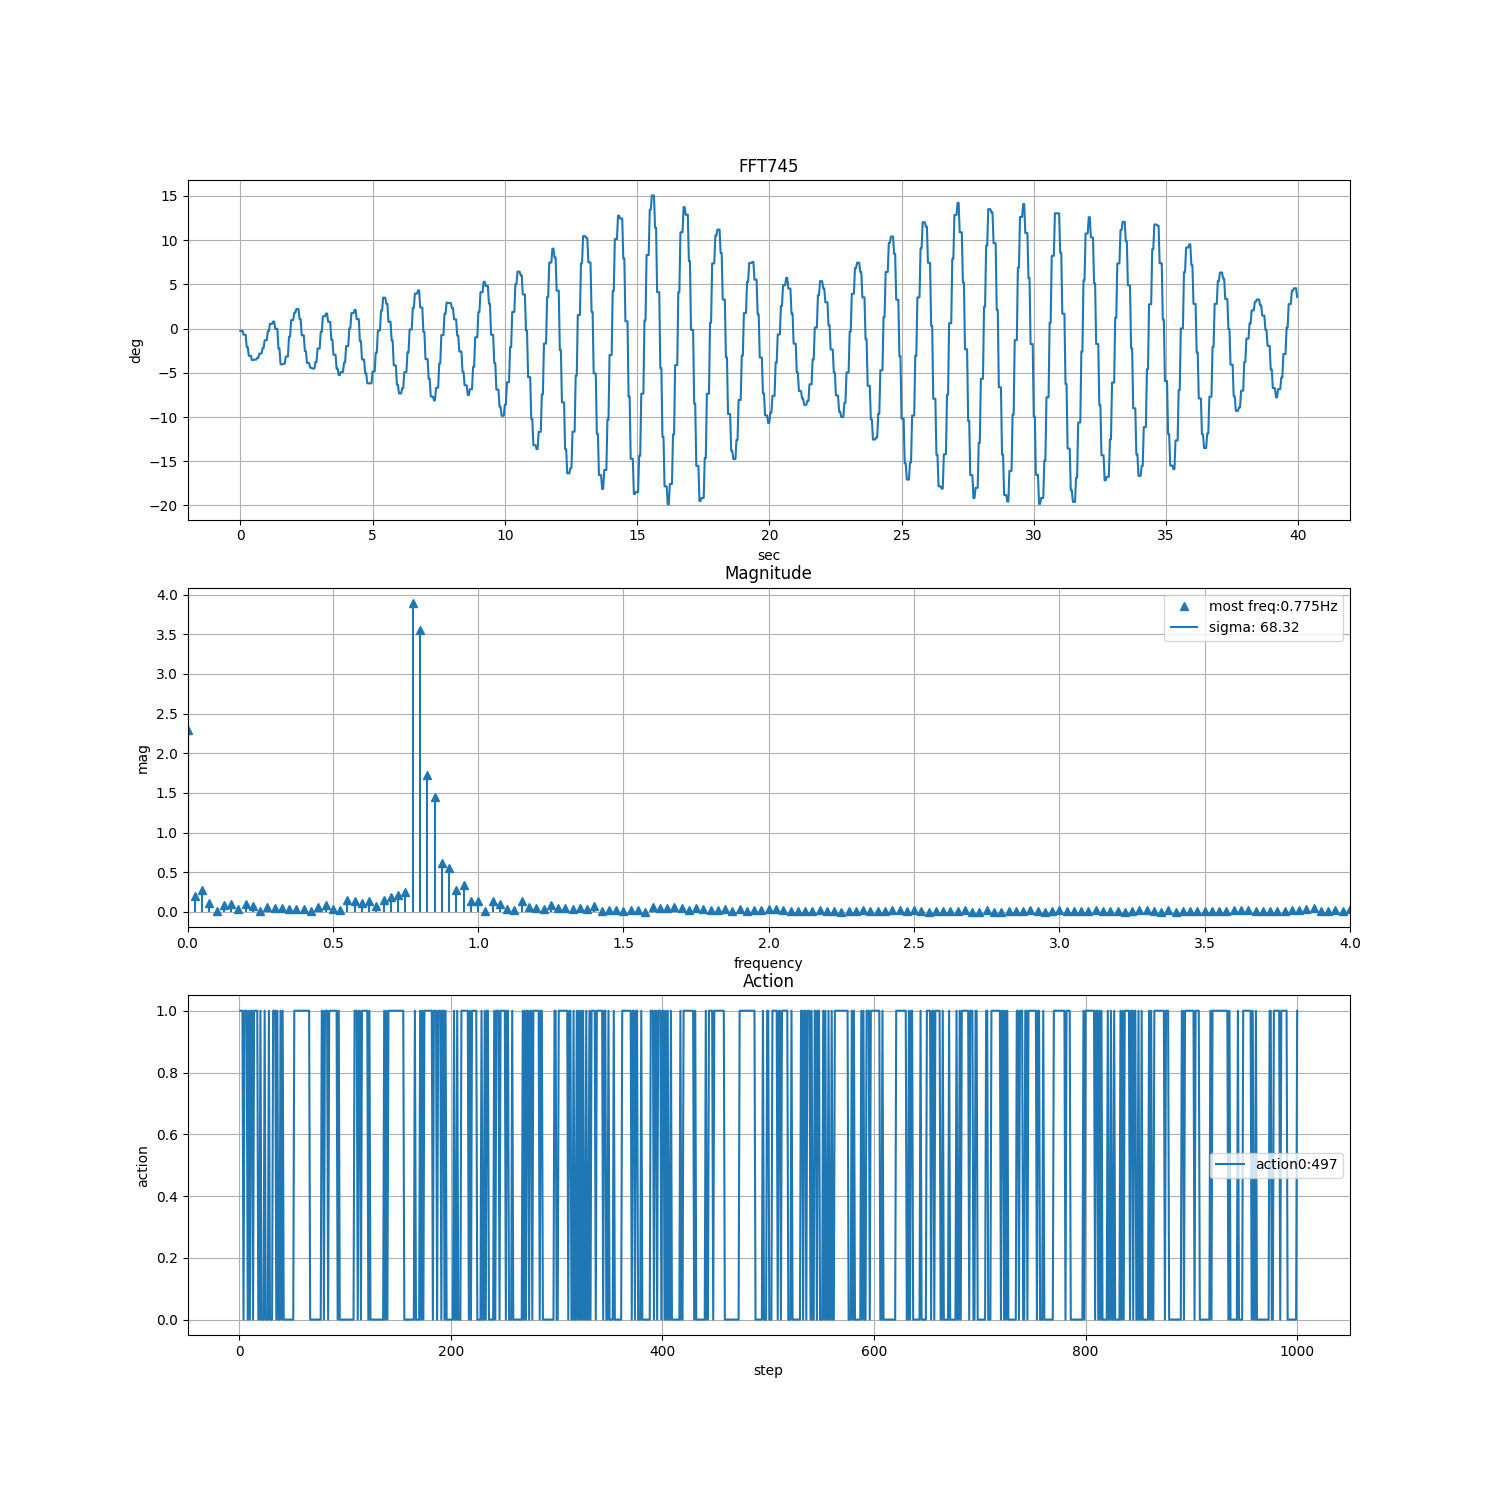 FFT745
15
10
5
0
−5
−10
−15
−20
deg
0 5 10 15 20 25 30 35 40
sec
Magnitude
4.0
3.5
3.0
2.5
2.0
1.5
1.0
0.5
0.0
mag
most freq:0.775Hz
sigma: 68.32
0.0 0.5 1.0 1.5 2.0 2.5 3.0 3.5 4.0
frequency
Action
1.0
0.8
0.6
0.4
0.2
0.0
action
action0:497
0 200 400 600 800 1000
step